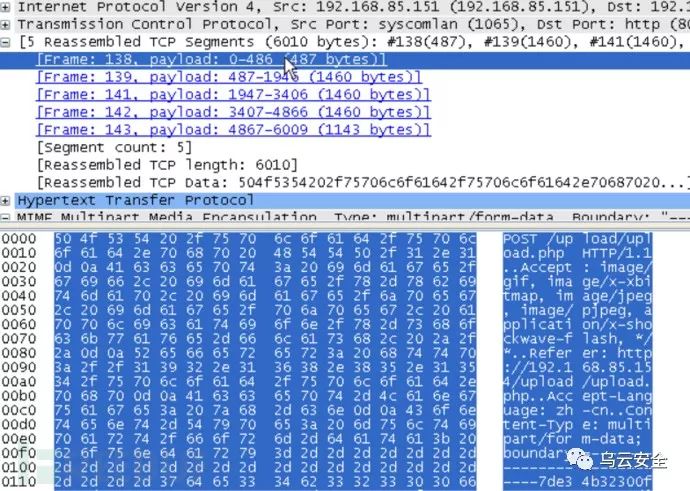 Internet Protocol Version 4, Src: 192.168.85.151 (192.168.85.151), Dst: 192.1
Transmission Control Protocol, Src Port: syscomlan (1065), Dst Port: http (80
[5 Reassembled TCP Segments (6010 bytes): #138(487), #139(1460), #141(1460),
[Frame: 138, payload: 0-486 (487 bytes)]
[Frame: 139, payload: 487-1946 (1460 bytes)]
[Frame: 141, payload: 1947-3406 (1460 bytes)]
[Frame: 142, payload: 3407-4866 (1460 bytes)]
[Frame: 143, payload: 4867-6009 (1143 bytes)]
[Segment count: 5]
[Reassembled TCP length: 6010]
[Reassembled TCP Data: 504f5354202f75706c6f61642f75706c6f61642e70687020...]
Hypertext Transfer Protocol
MIME Multipart Media Encapsulation, Type: multipart/form-data, Boundary: "----
0000 50 4f 53 54 20 2f 75 70 6c 6f 61 64 2f 75 70 6c POST /up load/upl
0010 6f 61 64 2e 70 68 70 20 48 54 54 50 2f 31 2e 31 oad.php HTTP/1.1
0020 0d 0a 41 63 63 65 70 74 3a 20 69 6d 61 67 65 2f ..Accept : image/
0030 67 69 66 2c 20 69 6d 61 67 65 2f 78 2d 78 62 69 gif, ima ge/x-xbi
0040 74 6d 61 70 2c 20 69 6d 61 67 65 2f 6a 70 65 67 tmap, im age/jpeg
0050 2c 20 69 6d 61 67 65 2f 70 6a 70 65 67 2c 20 61 , image/ pjpeg, a
0060 70 70 6c 69 63 61 74 69 6f 6e 2f 78 2d 73 68 6f pplicati on/x-sho
0070 63 6b 77 61 76 65 2d 66 6c 61 73 68 2c 20 2a 2f ckwave-f lash, */
0080 2a 0d 0a 52 65 66 65 72 65 72 3a 20 68 74 74 70 *..Refer er: http
0090 3a 2f 2f 31 39 32 2e 31 36 38 2e 38 35 2e 31 35 ://192.1 68.85.15
00a0 34 2f 75 70 6c 6f 61 64 2f 75 70 6c 6f 61 64 2e 4/upload /upload.
00b0 70 68 70 0d 0a 41 63 63 65 70 74 2d 4c 61 6e 67 php..Acc ept-Lang
00c0 75 61 67 65 3a 20 7a 68 2d 63 6e 0d 0a 43 6f 6e uage: zh -cn..Con
00d0 74 65 6e 74 2d 54 79 70 65 3a 20 6d 75 6c 74 69 tent-Typ e: multi
00e0 70 61 72 74 2f 66 6f 72 6d 2d 64 61 74 61 3b 20 part/for m-data;
00f0 62 6f 75 6e 64 61 72 79 3d 2d 2d 2d 2d 2d 2d 2d boundary
0100 2d 2d 2d 2d 2d 2d 2d 2d 2d 2d 2d 2d 2d 2d 2d 2d -------- --------
0110 2d 2d 2d 2d 37 64 65 33 34 62 33 32 33 30 30 66 ----7de3 4b32300f
乌云安全